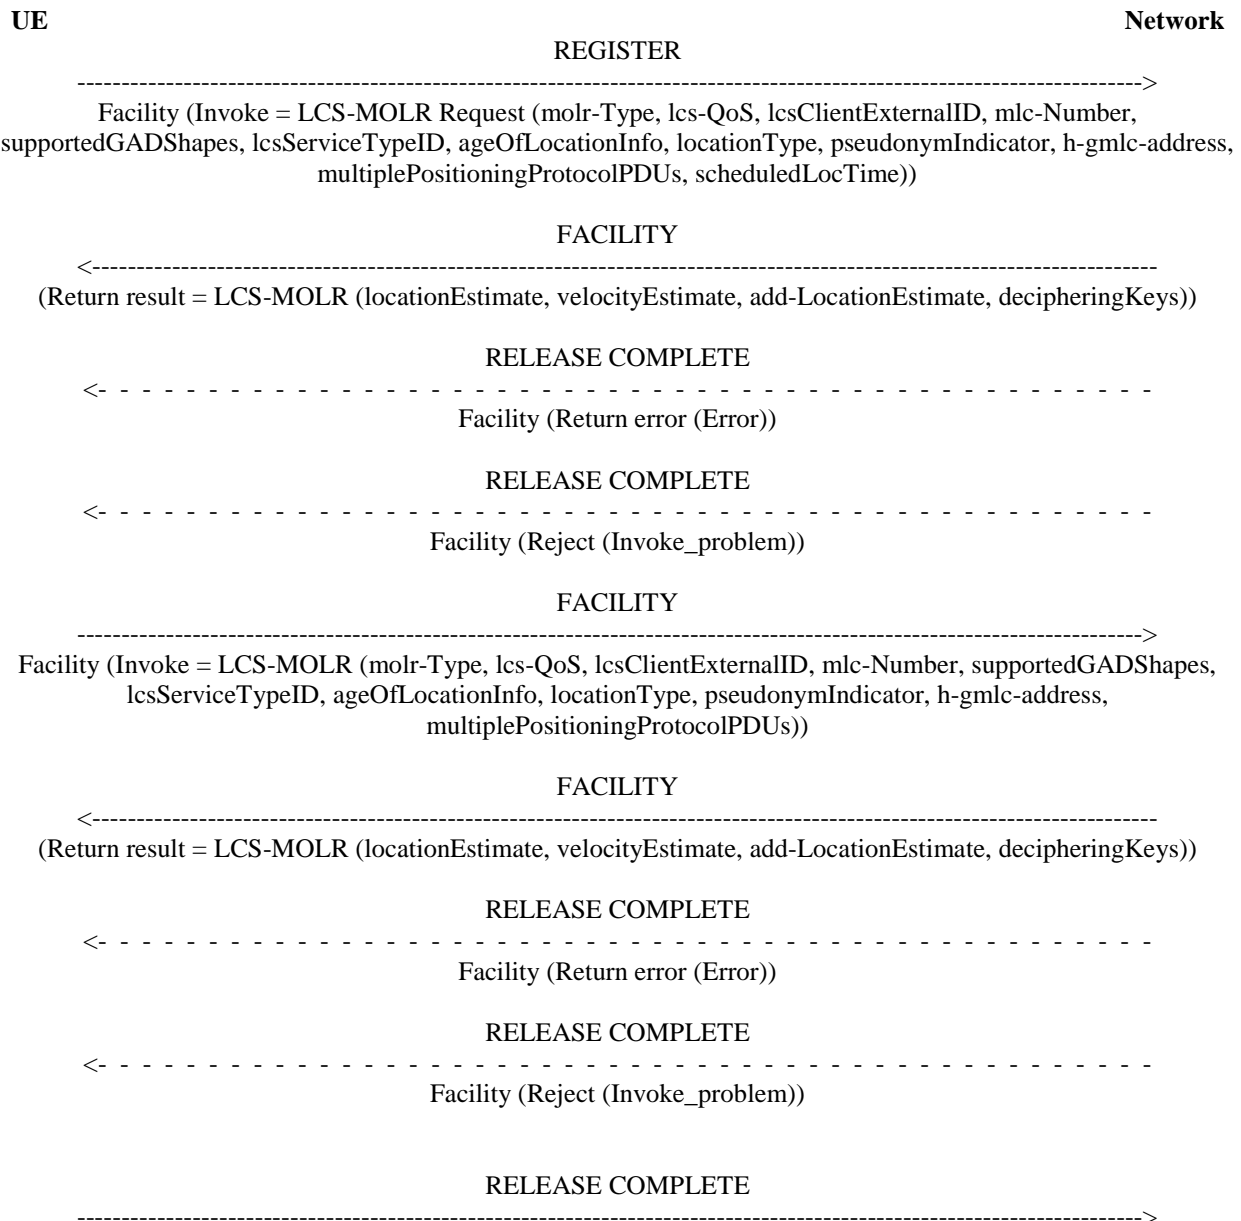 UE Network
REGISTER
------------------------------------------------------------------------------------------------------------------------>
Facility (Invoke = LCS-MOLR Request (molr-Type, lcs-QoS, lcsClientExternalID, mlc-Number,
supportedGADShapes, lcsServiceTypeID, ageOfLocationInfo, locationType, pseudonymIndicator, h-gmlc-address,
multiplePositioningProtocolPDUs, scheduledLocTime))
FACILITY
<------------------------------------------------------------------------------------------------------------------------
(Return result = LCS-MOLR (locationEstimate, velocityEstimate, add-LocationEstimate, decipheringKeys))
RELEASE COMPLETE
<- - - - - - - - - - - - - - - - - - - - - - - - - - - - - - - - - - - - - - - - - - - - - - - - - - - - - -
Facility (Return error (Error))
RELEASE COMPLETE
<- - - - - - - - - - - - - - - - - - - - - - - - - - - - - - - - - - - - - - - - - - - - - - - - - - - - - -
Facility (Reject (Invoke_problem))
FACILITY
------------------------------------------------------------------------------------------------------------------------>
Facility (Invoke = LCS-MOLR (molr-Type, lcs-QoS, lcsClientExternalID, mlc-Number, supportedGADShapes,
lcsServiceTypeID, ageOfLocationInfo, locationType, pseudonymIndicator, h-gmlc-address,
multiplePositioningProtocolPDUs))
FACILITY
<------------------------------------------------------------------------------------------------------------------------
(Return result = LCS-MOLR (locationEstimate, velocityEstimate, add-LocationEstimate, decipheringKeys))
RELEASE COMPLETE
<- - - - - - - - - - - - - - - - - - - - - - - - - - - - - - - - - - - - - - - - - - - - - - - - - - - - - -
Facility (Return error (Error))
RELEASE COMPLETE
<- - - - - - - - - - - - - - - - - - - - - - - - - - - - - - - - - - - - - - - - - - - - - - - - - - - - - -
Facility (Reject (Invoke_problem))
RELEASE COMPLETE
------------------------------------------------------------------------------------------------------------------------>